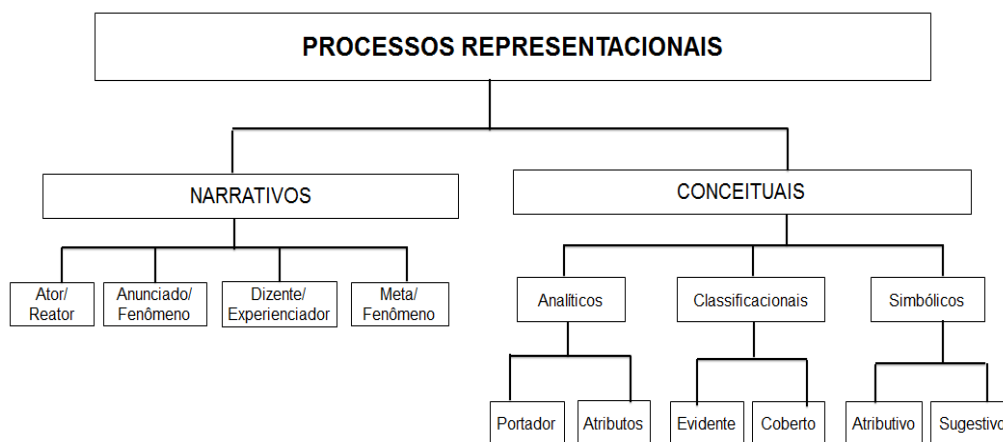 PROCESSOS REPRESENTACIONAIS
NARRATIVOS
CONCEITUAIS
Ator/
Reator
Anunciado/
Fenômeno
Dizente/
Experienciador
Meta/
Fenômeno
Analíticos
Classificacionais
Simbólicos
Portador
Atributos
Evidente
Coberto
Atributivo
Sugestivo